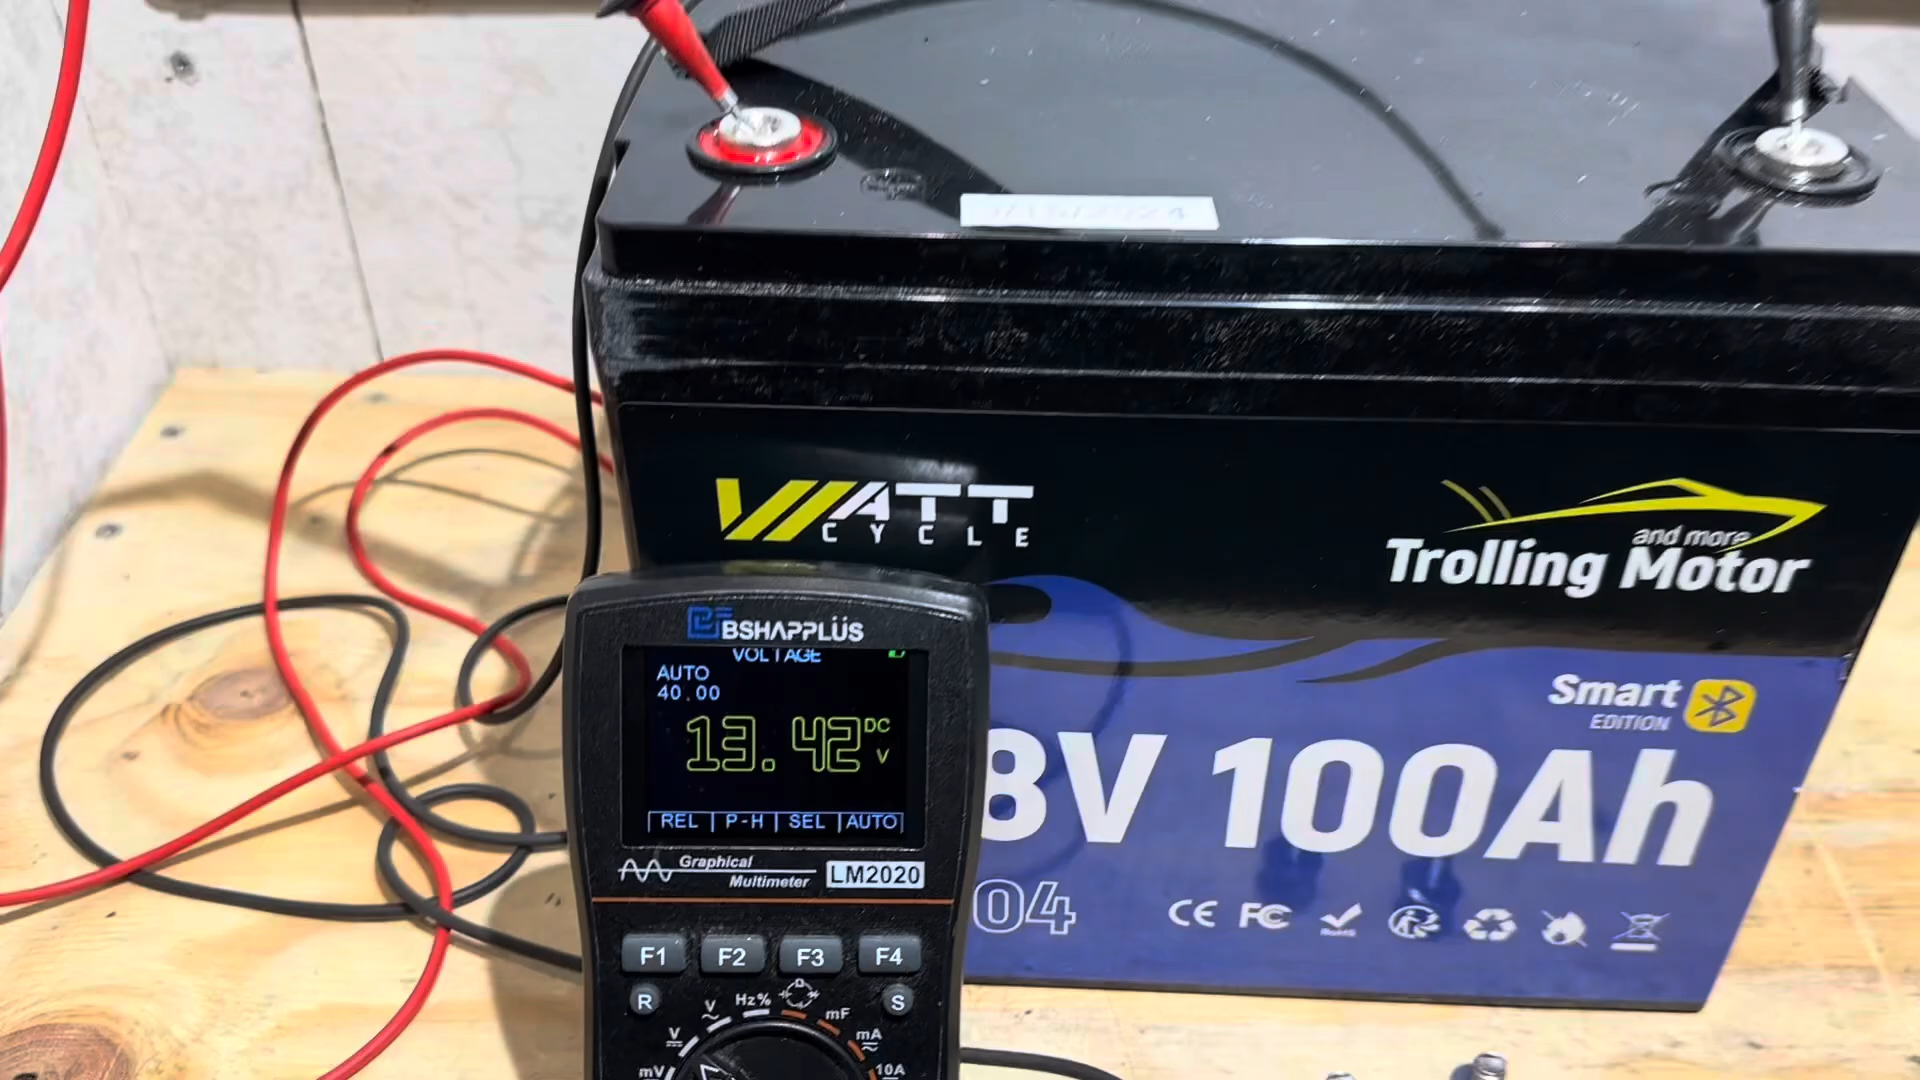 WATT
CYCLE
and more
Trolling Motor
Smart
EDITION
8V 100Ah
04
CE FC
RoHS
BSHAPPLUS
VOLTAGE
AUTO
40.00
13.42 DC
V
REL | P-H | SEL | AUTO
Graphical
Multimeter LM2020
F1 F2 F3 F4
R S
Hz%
V
mF
V
mA
mV
10A